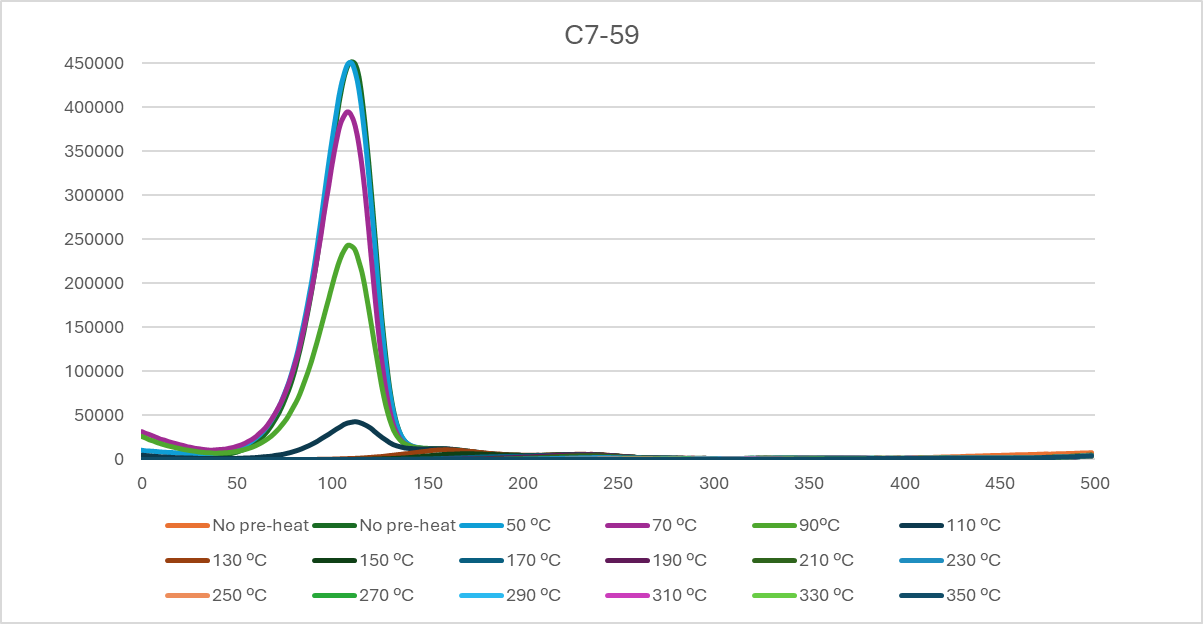 C7-59
450000
400000
350000
300000
250000
200000
150000
100000
50000
0
0 50 100 150 200 250 300 350 400 450 500
No pre-heat No pre-heat 50 ºC 70 ºC 90ºC 110 ºC
130 ºC 150 ºC 170 ºC 190 ºC 210 ºC 230 ºC
250 ºC 270 ºC 290 ºC 310 ºC 330 ºC 350 ºC